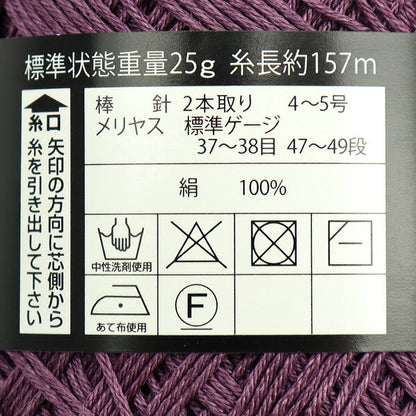 標準状態重量25g 糸長約157m
糸口 矢印の方向に芯側から
糸を引き出して下さい
棒 針 2本取り 4～5号
メリヤス 標準ゲージ
37～38目 47～49段
絹 100%
中性洗剤使用
あて布使用
F